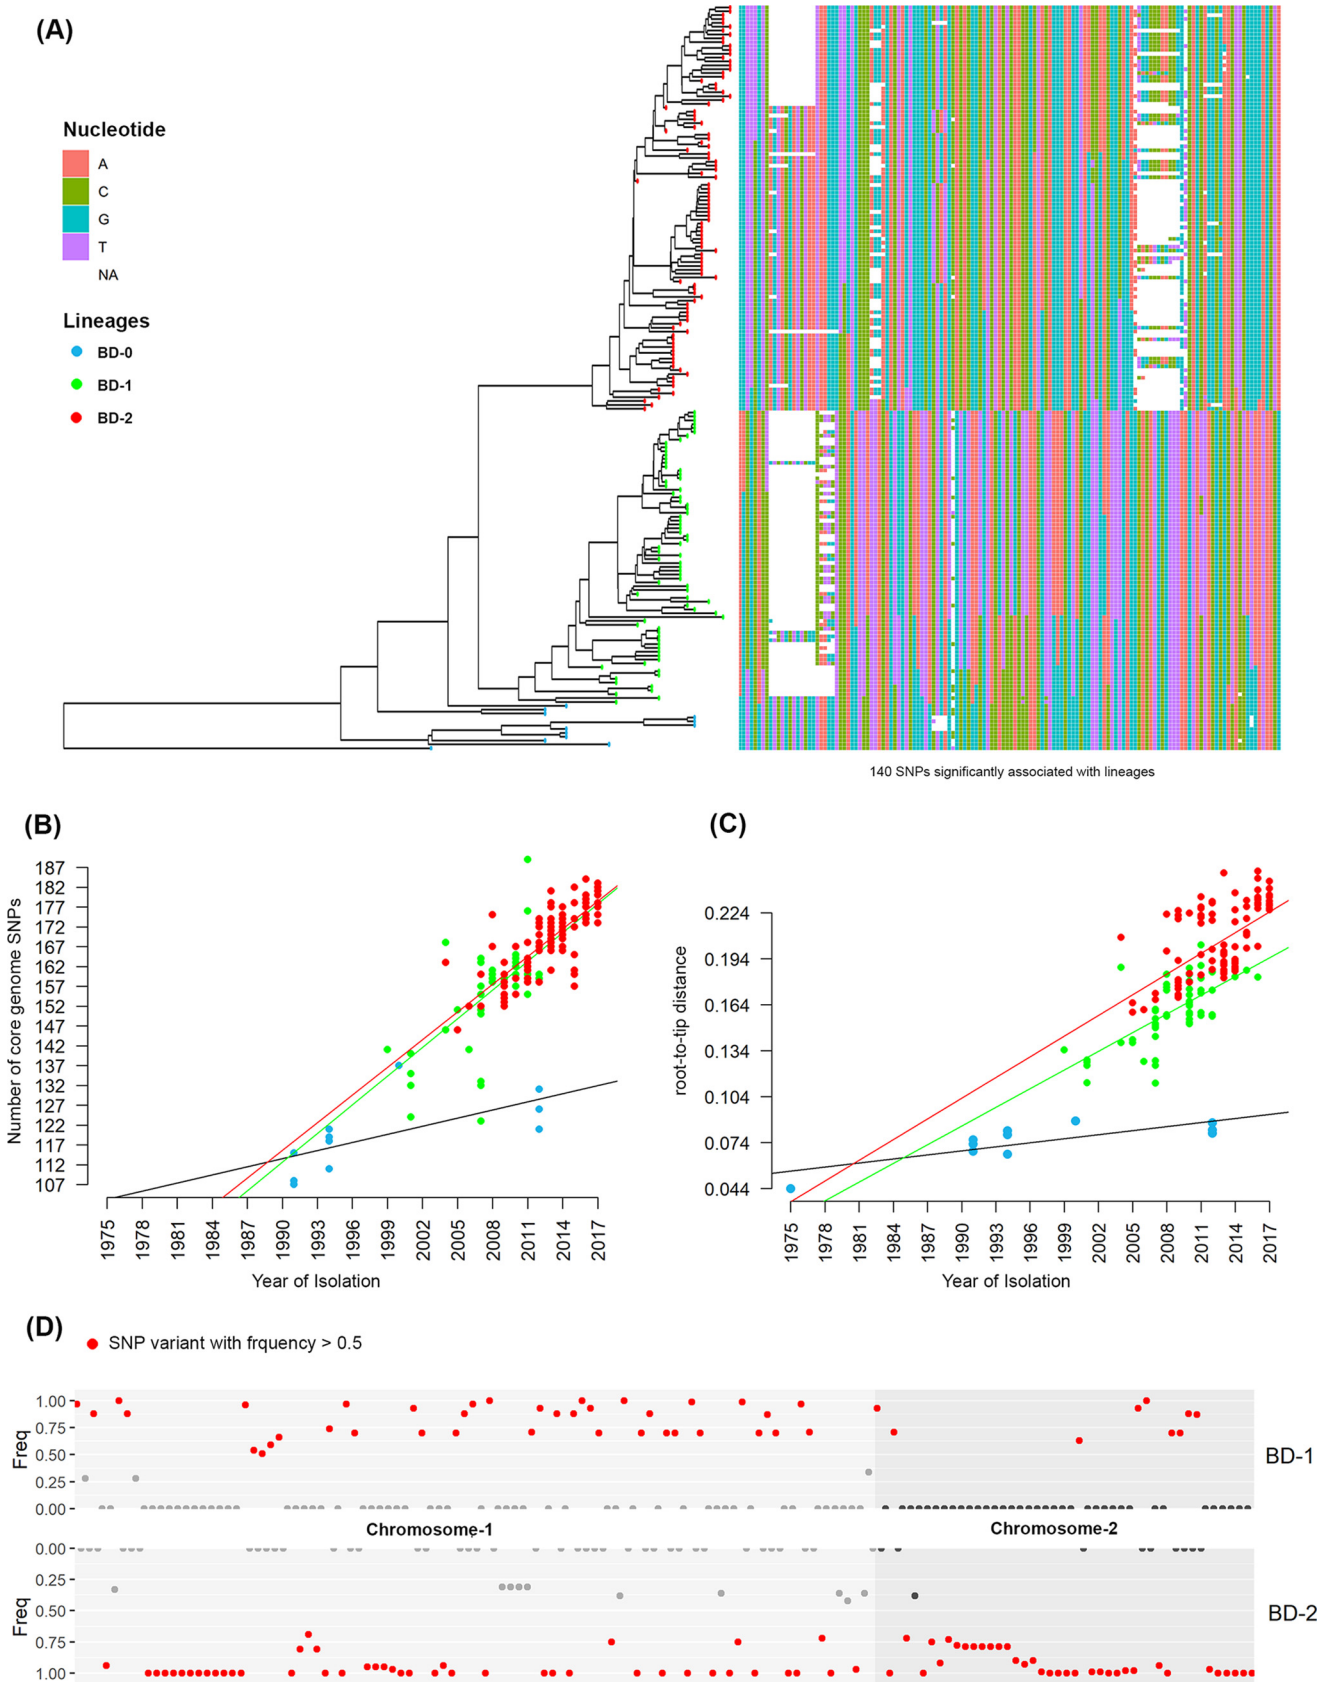 (A)
Nucleotide
A
C
G
T
NA
Lineages
BD-0
BD-1
BD-2
140 SNPs significantly associated with lineages
(B)
Number of core genome SNPs
187
182
177
172
167
162
157
152
147
142
137
132
127
122
117
112
107
1975 1978 1981 1984 1987 1990 1993 1996 1999 2002 2005 2008 2011 2014 2017
Year of Isolation
(C)
root-to-tip distance
0.224
0.194
0.164
0.134
0.104
0.074
0.044
1975 1978 1981 1984 1987 1990 1993 1996 1999 2002 2005 2008 2011 2014 2017
Year of Isolation
(D)
SNP variant with frquency > 0.5
Freq
1.00
0.75
0.50
0.25
0.00
BD-1
Chromosome-1 Chromosome-2
Freq
0.00
0.25
0.50
0.75
1.00
BD-2